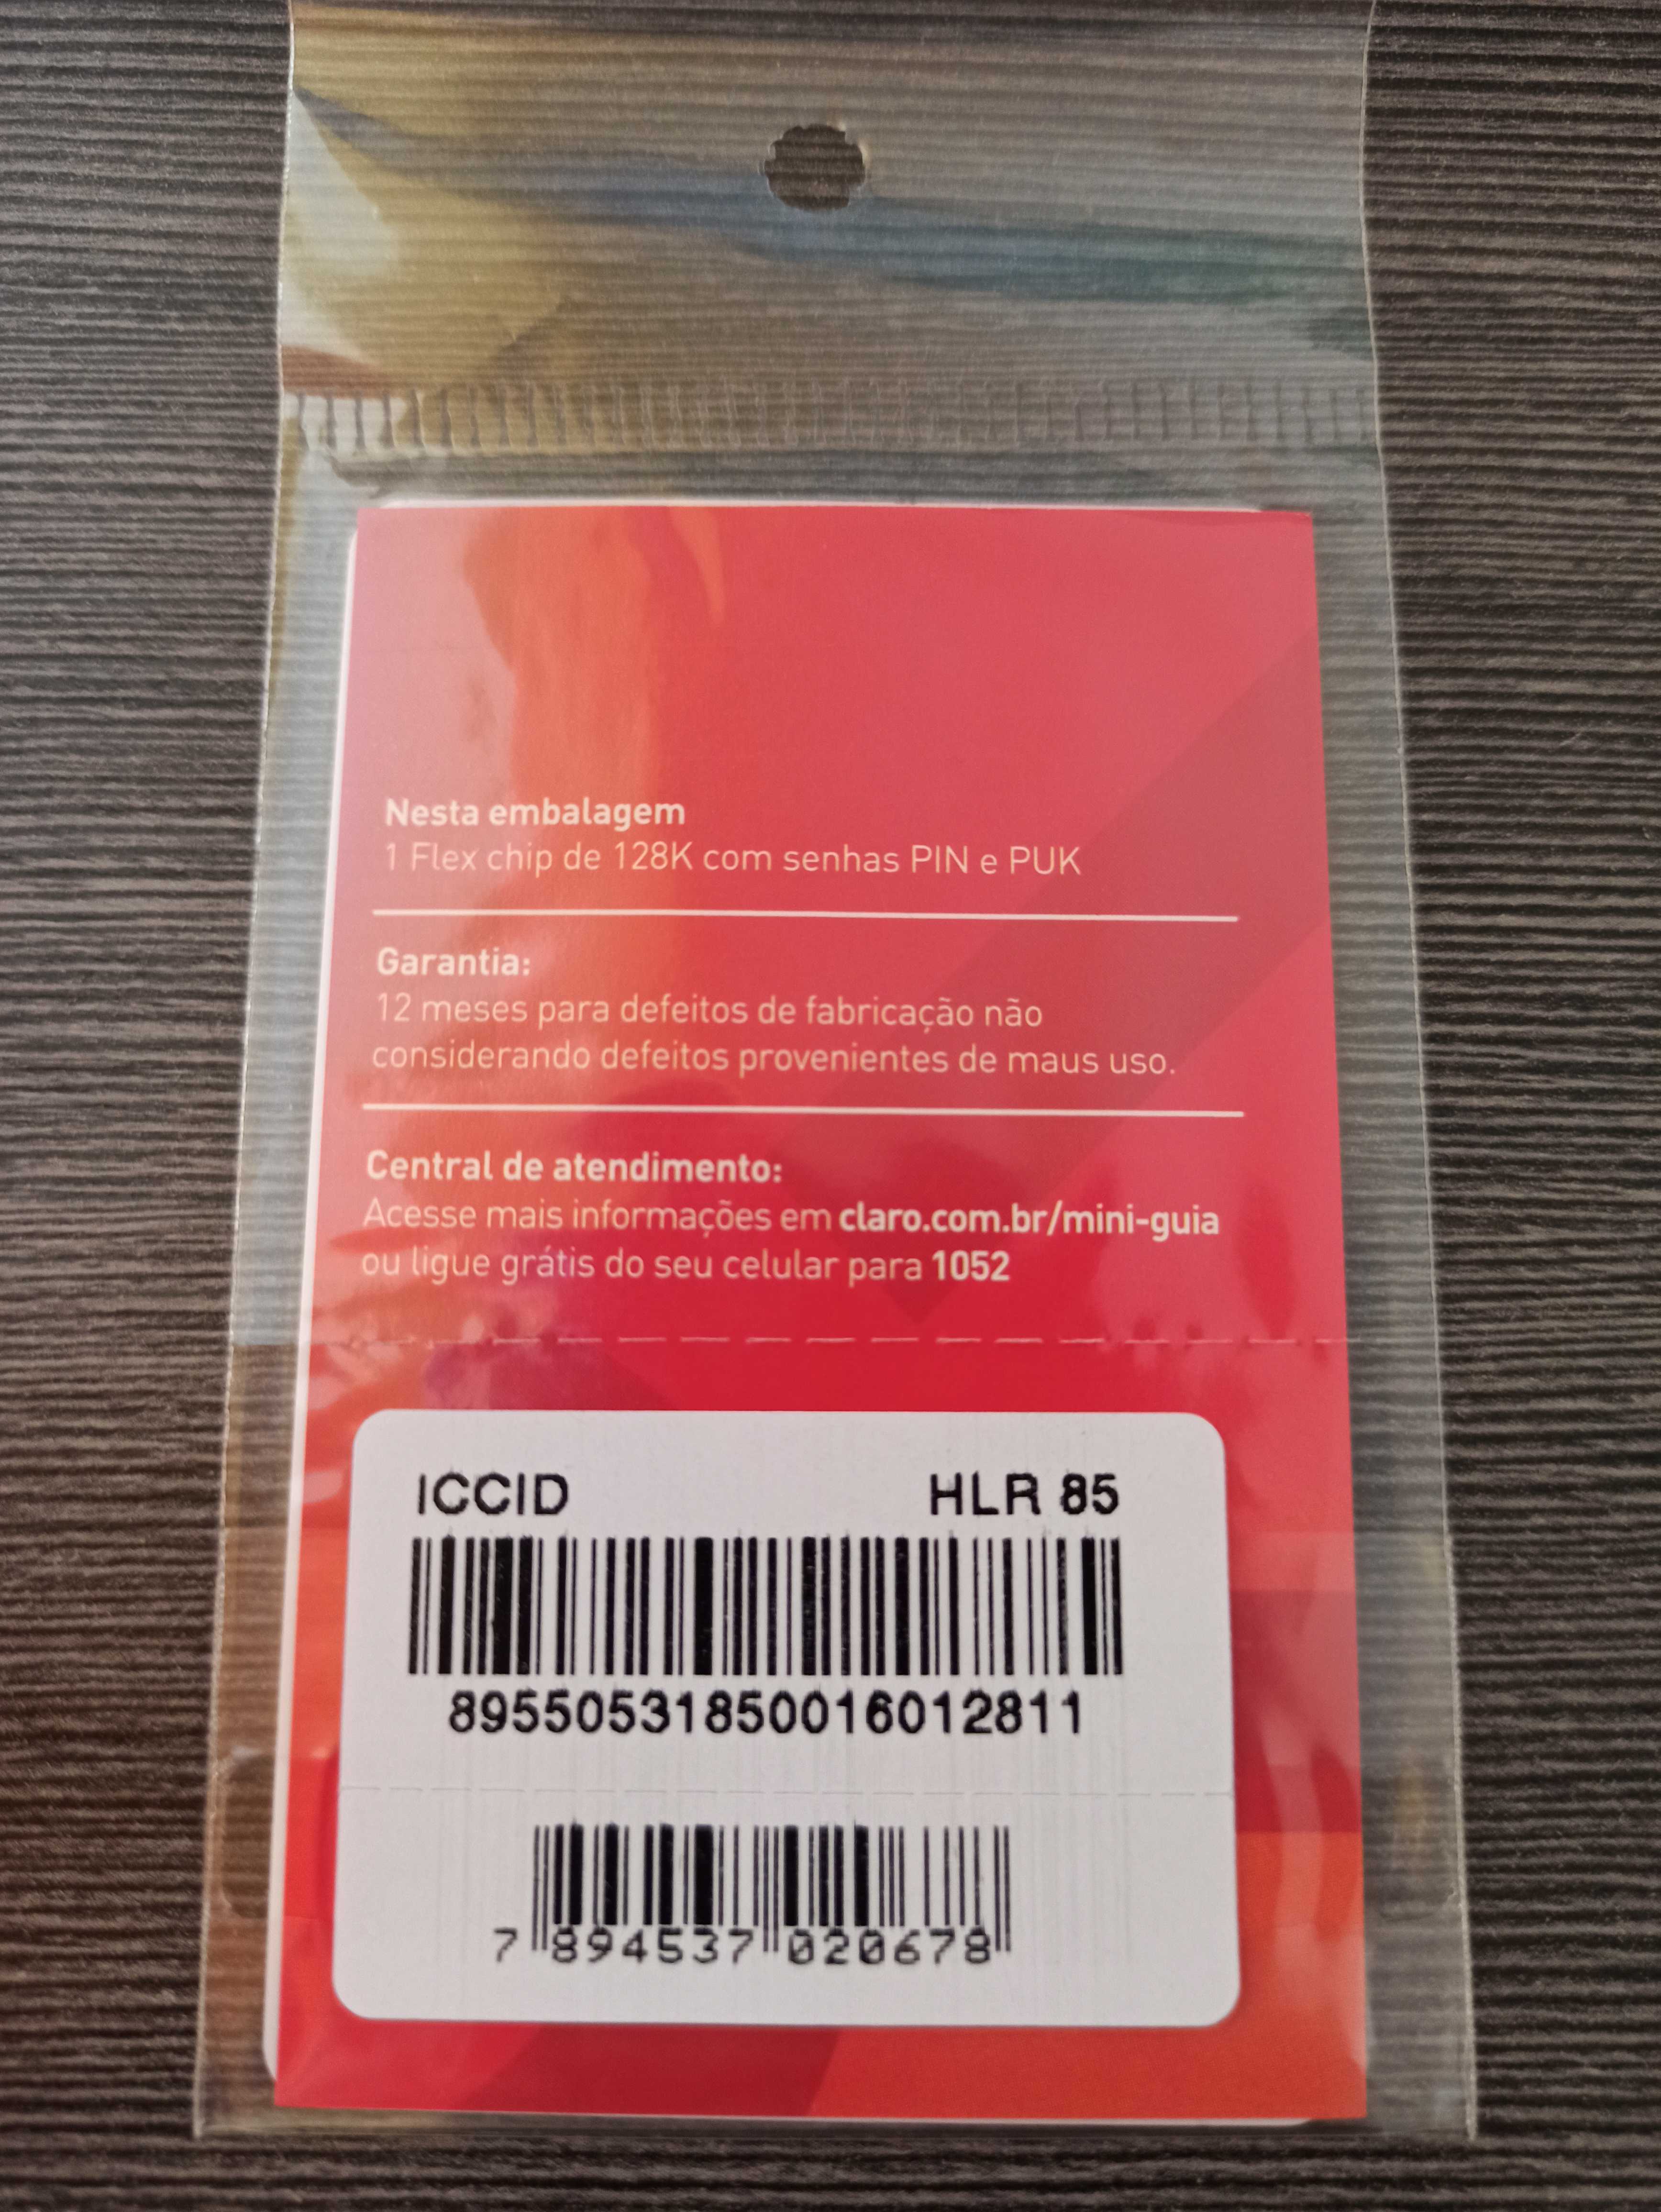 Nesta embalagem
1 Flex chip de 128K com senhas PIN e PUK
Garantia:
12 meses para defeitos de fabricação não
considerando defeitos provenientes de maus uso.
Central de atendimento:
Acesse mais informações em claro.com.br/mini-guia
ou ligue grátis do seu celular para 1052
ICCID HLR 85
89550531850016012811
7 894537 020678